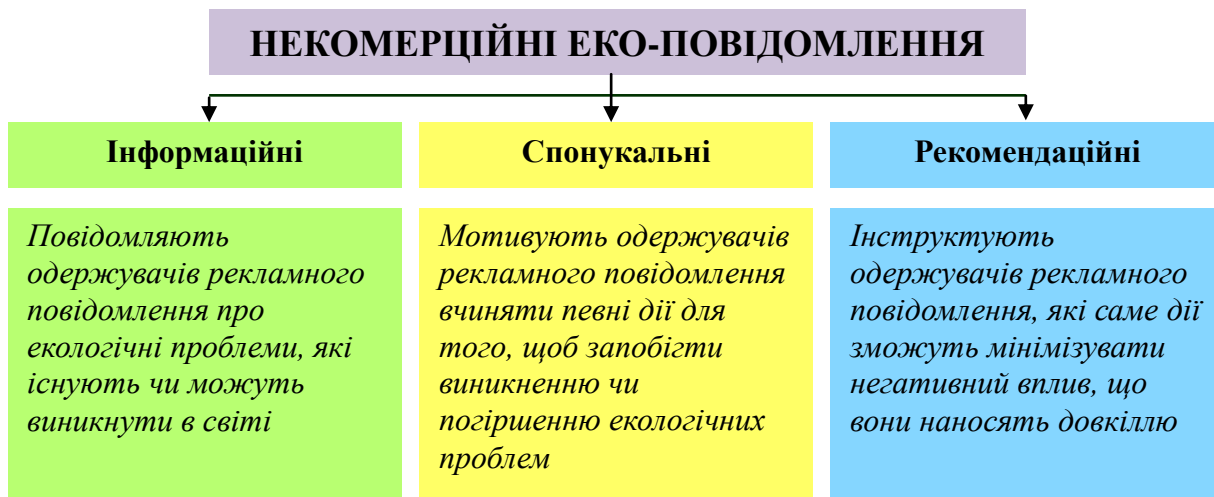 НЕКОМЕРЦІЙНІ ЕКО-ПОВІДОМЛЕННЯ
Інформаційні
Повідомляють
одержувачів рекламного
повідомлення про
екологічні проблеми, які
існують чи можуть
виникнути в світі
Спонукальні
Мотивують одержувачів
рекламного повідомлення
вчиняти певні дії для
того, щоб запобігти
виникненню чи
погіршенню екологічних
проблем
Рекомендаційні
Інструктують
одержувачів рекламного
повідомлення, які саме дії
зможуть мінімізувати
негативний вплив, що
вони наносять довкіллю